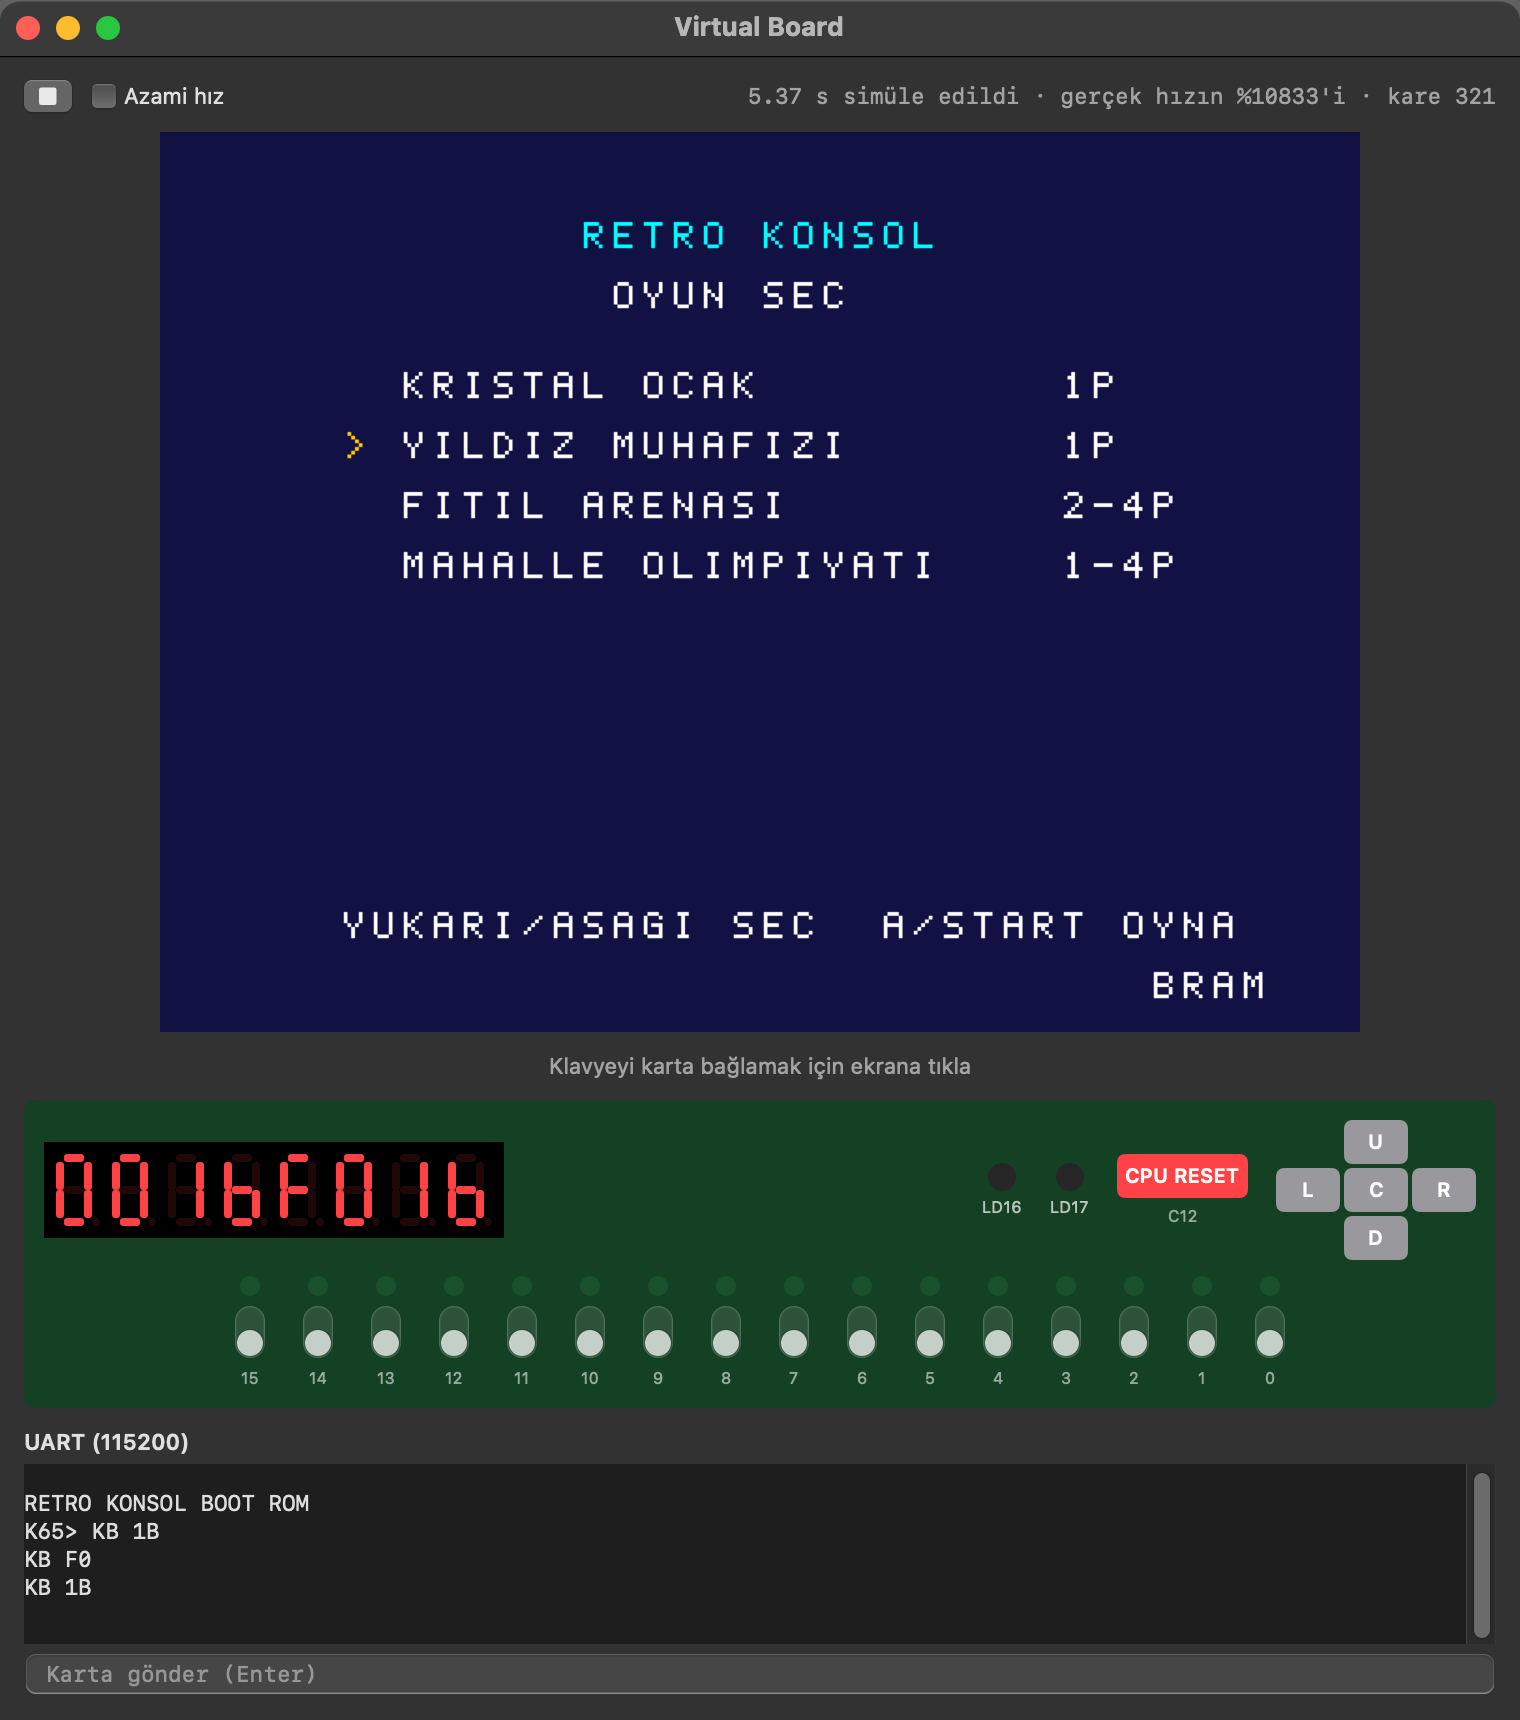 Virtual Board
Azami hız
5.37 s simüle edildi · gerçek hızın %10833'i · kare 321
RETRO KONSOL
OYUN SEC
KRISTAL OCAK 1P
> YILDIZ MUHAFIZI 1P
FITIL ARENASI 2-4P
MAHALLE OLIMPIYATI 1-4P
YUKARI/ASAGI SEC A/START OYNA
BRAM
Klavyeyi karta bağlamak için ekrana tıkla
001bF01b
LD16 LD17
CPU RESET
C12
U
L C R
D
15 14 13 12 11 10 9 8 7 6 5 4 3 2 1 0
UART (115200)
RETRO KONSOL BOOT ROM
K65> KB 1B
KB F0
KB 1B
Karta gönder (Enter)